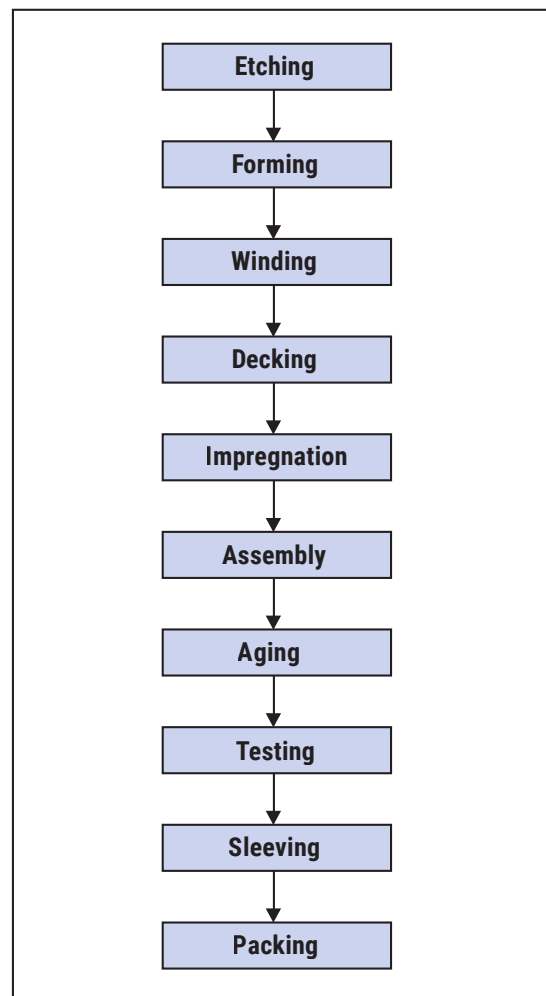 Etching
Forming
Winding
Decking
Impregnation
Assembly
Aging
Testing
Sleeving
Packing